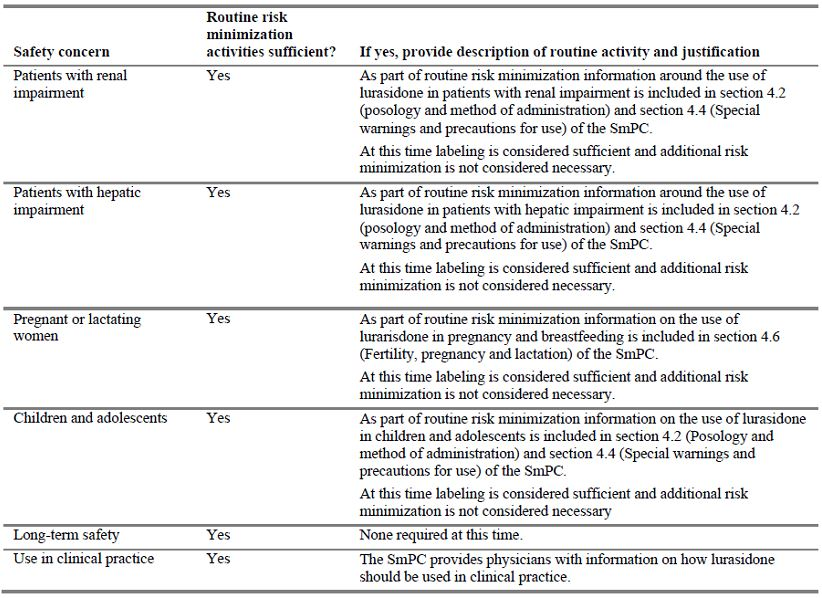 Safety concern
Routine risk
minimization
activities sufficient?
If yes, provide description of routine activity and justification
Patients with renal
impairment
Yes
As part of routine risk minimization information around the use of
lurasidone in patients with renal impairment is included in section 4.2
(posology and method of administration) and section 4.4 (Special
warnings and precautions for use) of the SmPC.
At this time labeling is considered sufficient and additional risk
minimization is not considered necessary.
Patients with hepatic
impairment
Yes
As part of routine risk minimization information around the use of
lurasidone in patients with hepatic impairment is included in section 4.2
(posology and method of administration) and section 4.4 (Special
warnings and precautions for use) of the SmPC.
At this time labeling is considered sufficient and additional risk
minimization is not considered necessary.
Pregnant or lactating
women
Yes
As part of routine risk minimization information on the use of
lurarisdone in pregnancy and breastfeeding is included in section 4.6
(Fertility, pregnancy and lactation) of the SmPC.
At this time labeling is considered sufficient and additional risk
minimization is not considered necessary.
Children and adolescents
Yes
As part of routine risk minimization information on the use of lurasidone
in children and adolescents is included in section 4.2 (Posology and
method of administration) and section 4.4 (Special warnings and
precautions for use) of the SmPC.
At this time labeling is considered sufficient and additional risk
minimization is not considered necessary
Long-term safety
Yes
None required at this time.
Use in clinical practice
Yes
The SmPC provides physicians with information on how lurasidone
should be used in clinical practice.